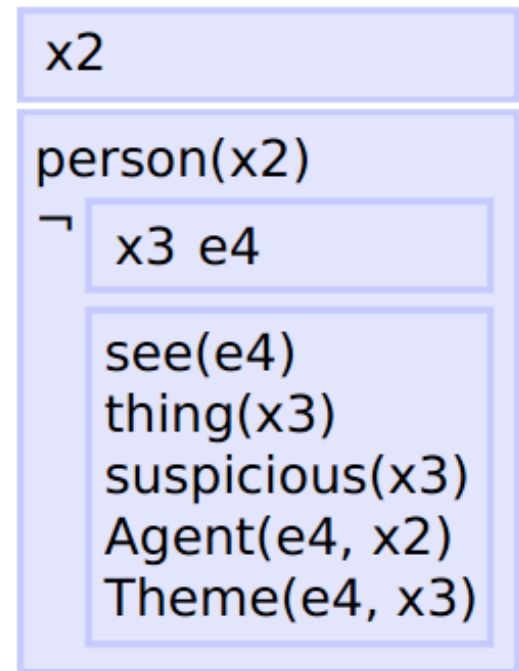 x2
person(x2)
¬ x3 e4
see(e4)
thing(x3)
suspicious(x3)
Agent(e4, x2)
Theme(e4, x3)